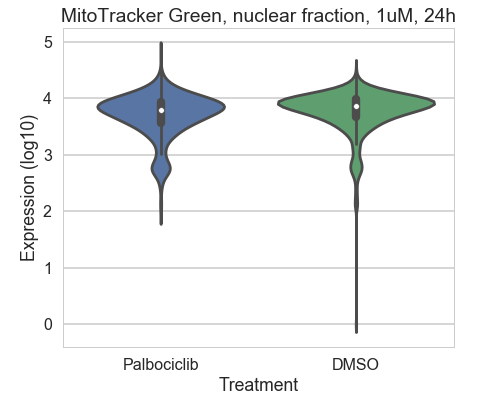 MitoTracker Green, nuclear fraction, 1uM, 24h
5
4
3
2
1
0
Expression (log10)
Palbociclib
DMSO
Treatment